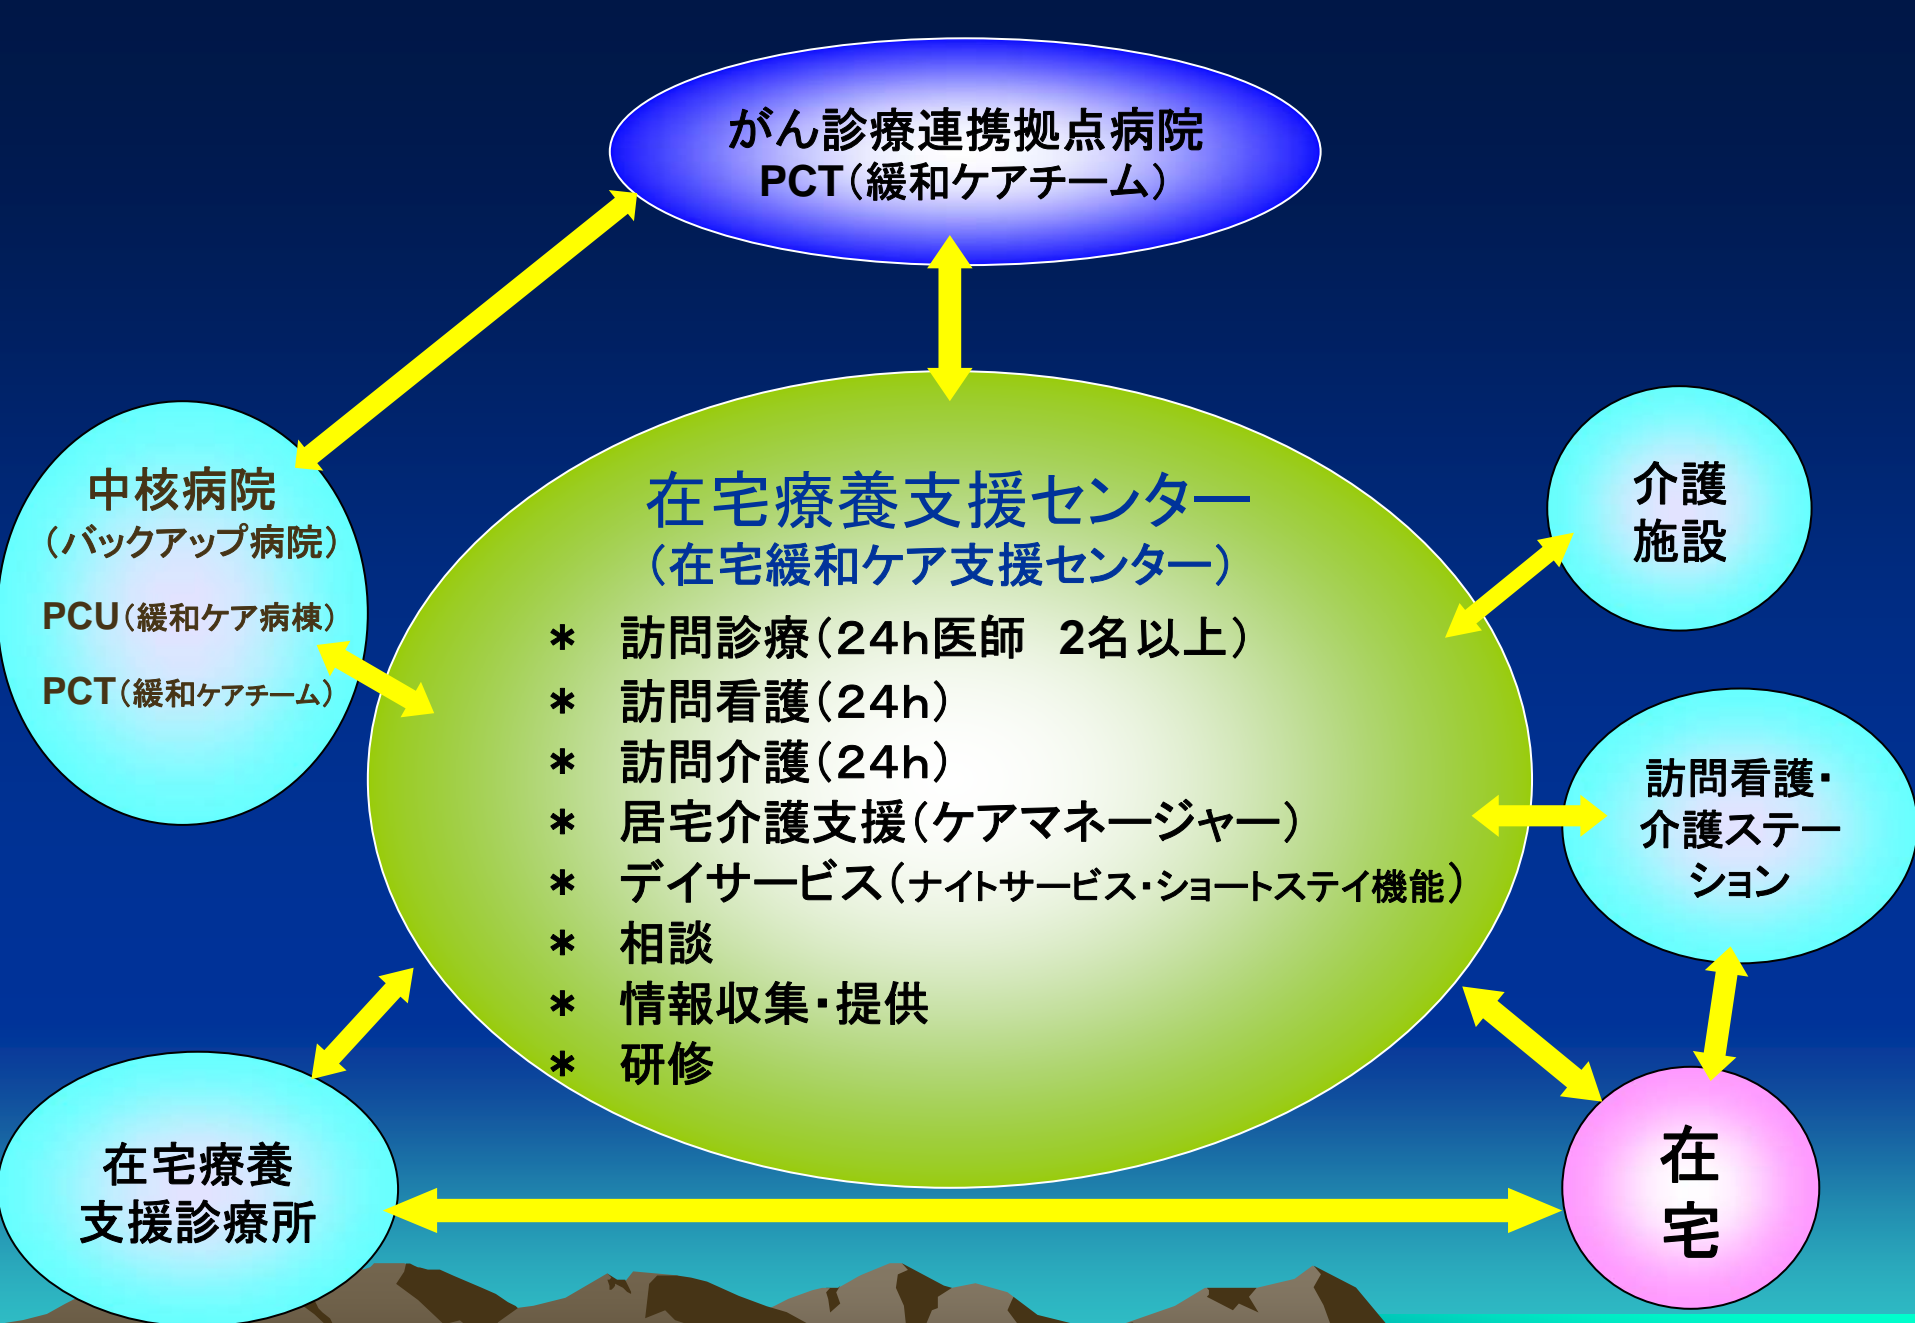 がん診療連携拠点病院
PCT（緩和ケアチーム）
中核病院
（バックアップ病院）
PCU（緩和ケア病棟）
PCT（緩和ケアチーム）
在宅療養支援センター
（在宅緩和ケア支援センター）
＊　訪問診療（２４ｈ医師　2名以上）
＊　訪問看護（２４ｈ）
＊　訪問介護（２４ｈ）
＊　居宅介護支援（ケアマネージャー）
＊　デイサービス（ナイトサービス・ショートステイ機能）
＊　相談
＊　情報収集・提供
＊　研修
介護
施設
訪問看護・
介護ステー
ション
在宅療養
支援診療所
在
宅